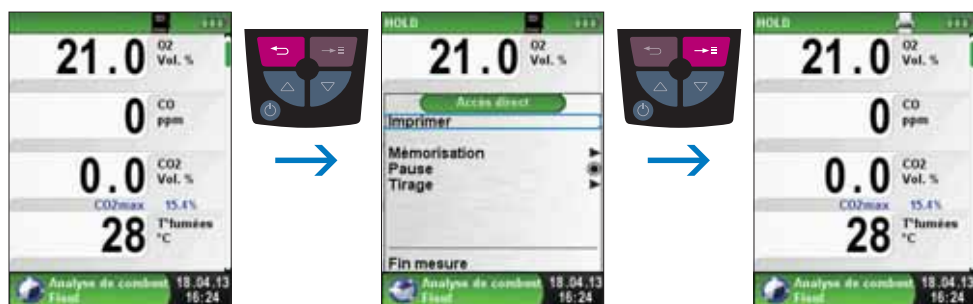 21.0 O2
Vol. %
0 CO
ppm
0.0 CO2
Vol. %
CO2max 15.4%
28 T°fumées
°C
Analyse de combust 18.04.13
Fioul 16:24
HOLD
21.0 O2
Vol. %
Accès direct
Imprimer
Mémorisation
Pause
Tirage
Fin mesure
Analyse de combust 18.04.13
Fioul 16:24
HOLD
21.0 O2
Vol. %
0 CO
ppm
0.0 CO2
Vol. %
CO2max 15.4%
28 T°fumées
°C
Analyse de combust 18.04.13
Fioul 16:24